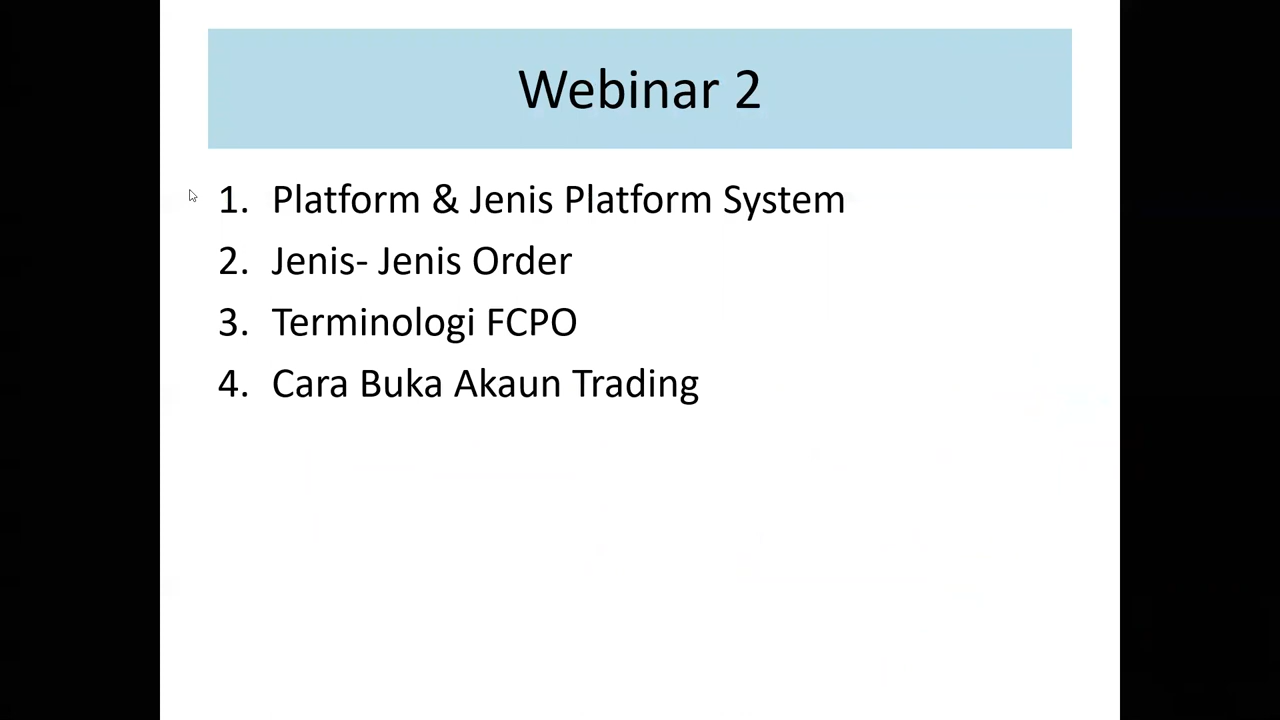 Webinar 2
1. Platform & Jenis Platform System
2. Jenis- Jenis Order
3. Terminologi FCPO
4. Cara Buka Akaun Trading